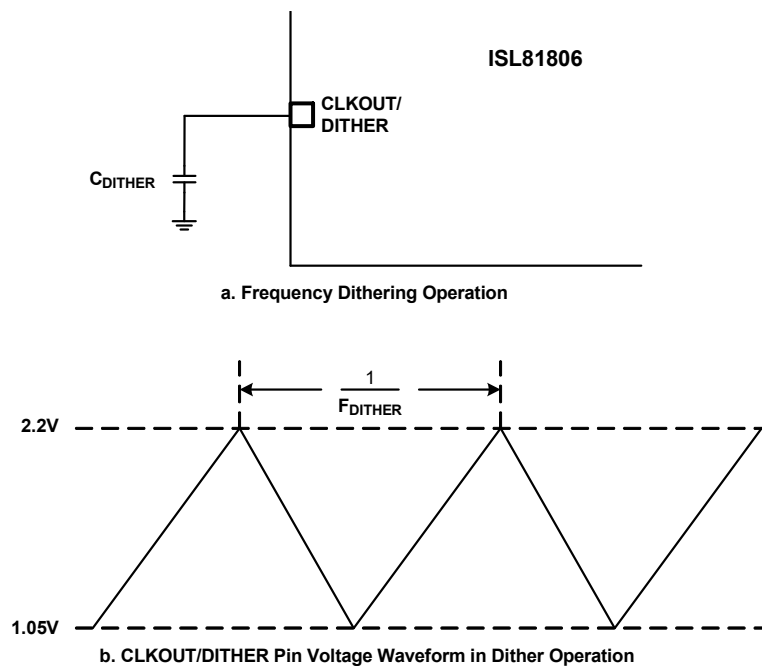 ISL81806
CLKOUT/
DITHER
CDITHER
a. Frequency Dithering Operation
1
FDITHER
2.2V
1.05V
b. CLKOUT/DITHER Pin Voltage Waveform in Dither Operation